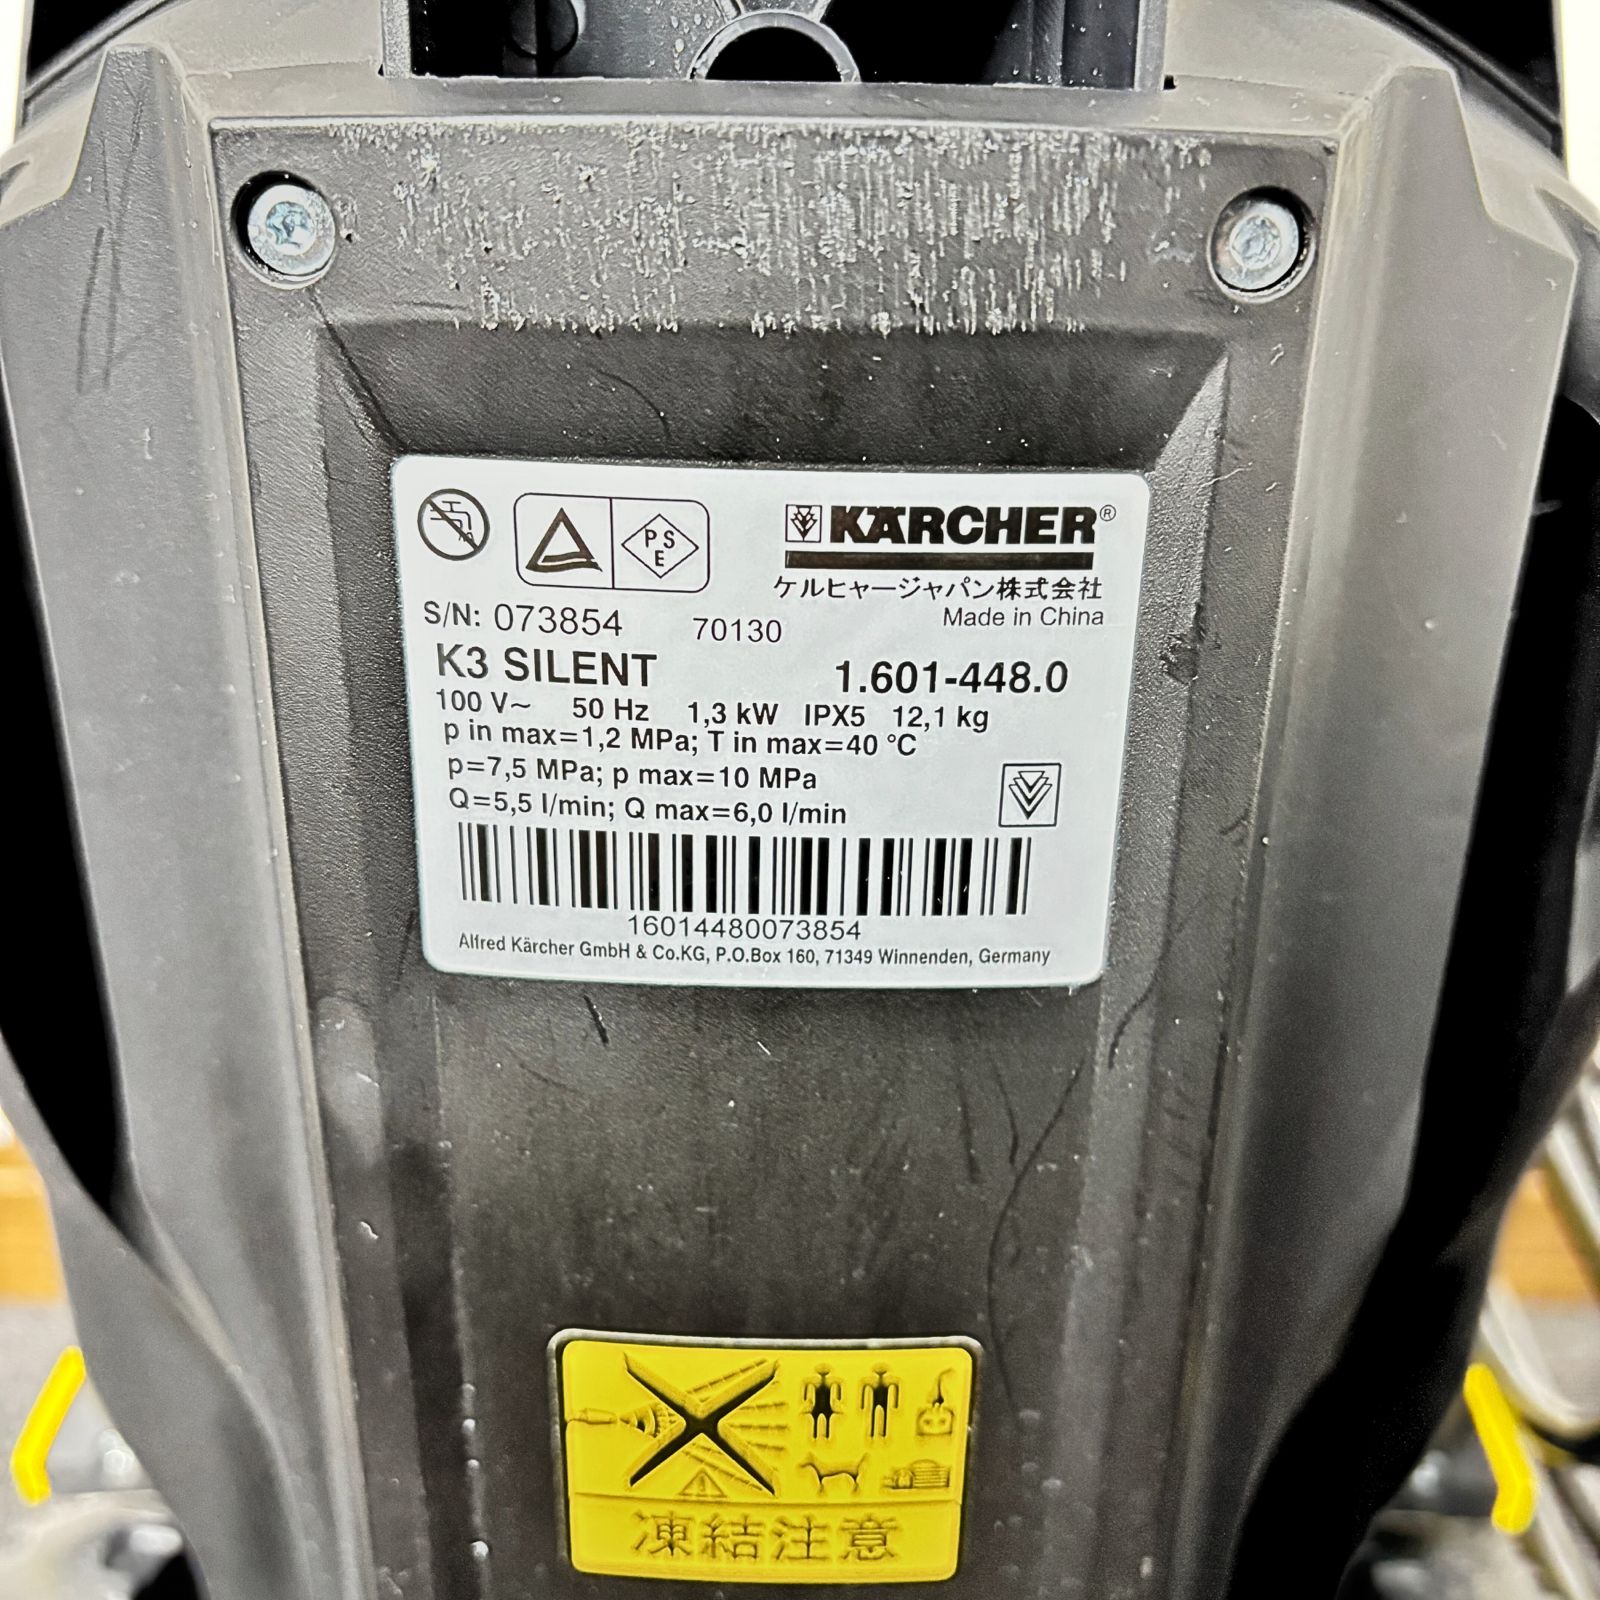 PSE
KÄRCHER®
ケルヒャージャパン株式会社
Made in China
S/N: 073854 70130
K3 SILENT 1.601-448.0
100 V~ 50 Hz 1,3 kW IPX5 12,1 kg
p in max=1,2 MPa; T in max=40 °C
p=7,5 MPa; p max=10 MPa
Q=5,5 l/min; Q max=6,0 l/min
16014480073854
Alfred Kärcher GmbH & Co.KG, P.O.Box 160, 71349 Winnenden, Germany
凍結注意